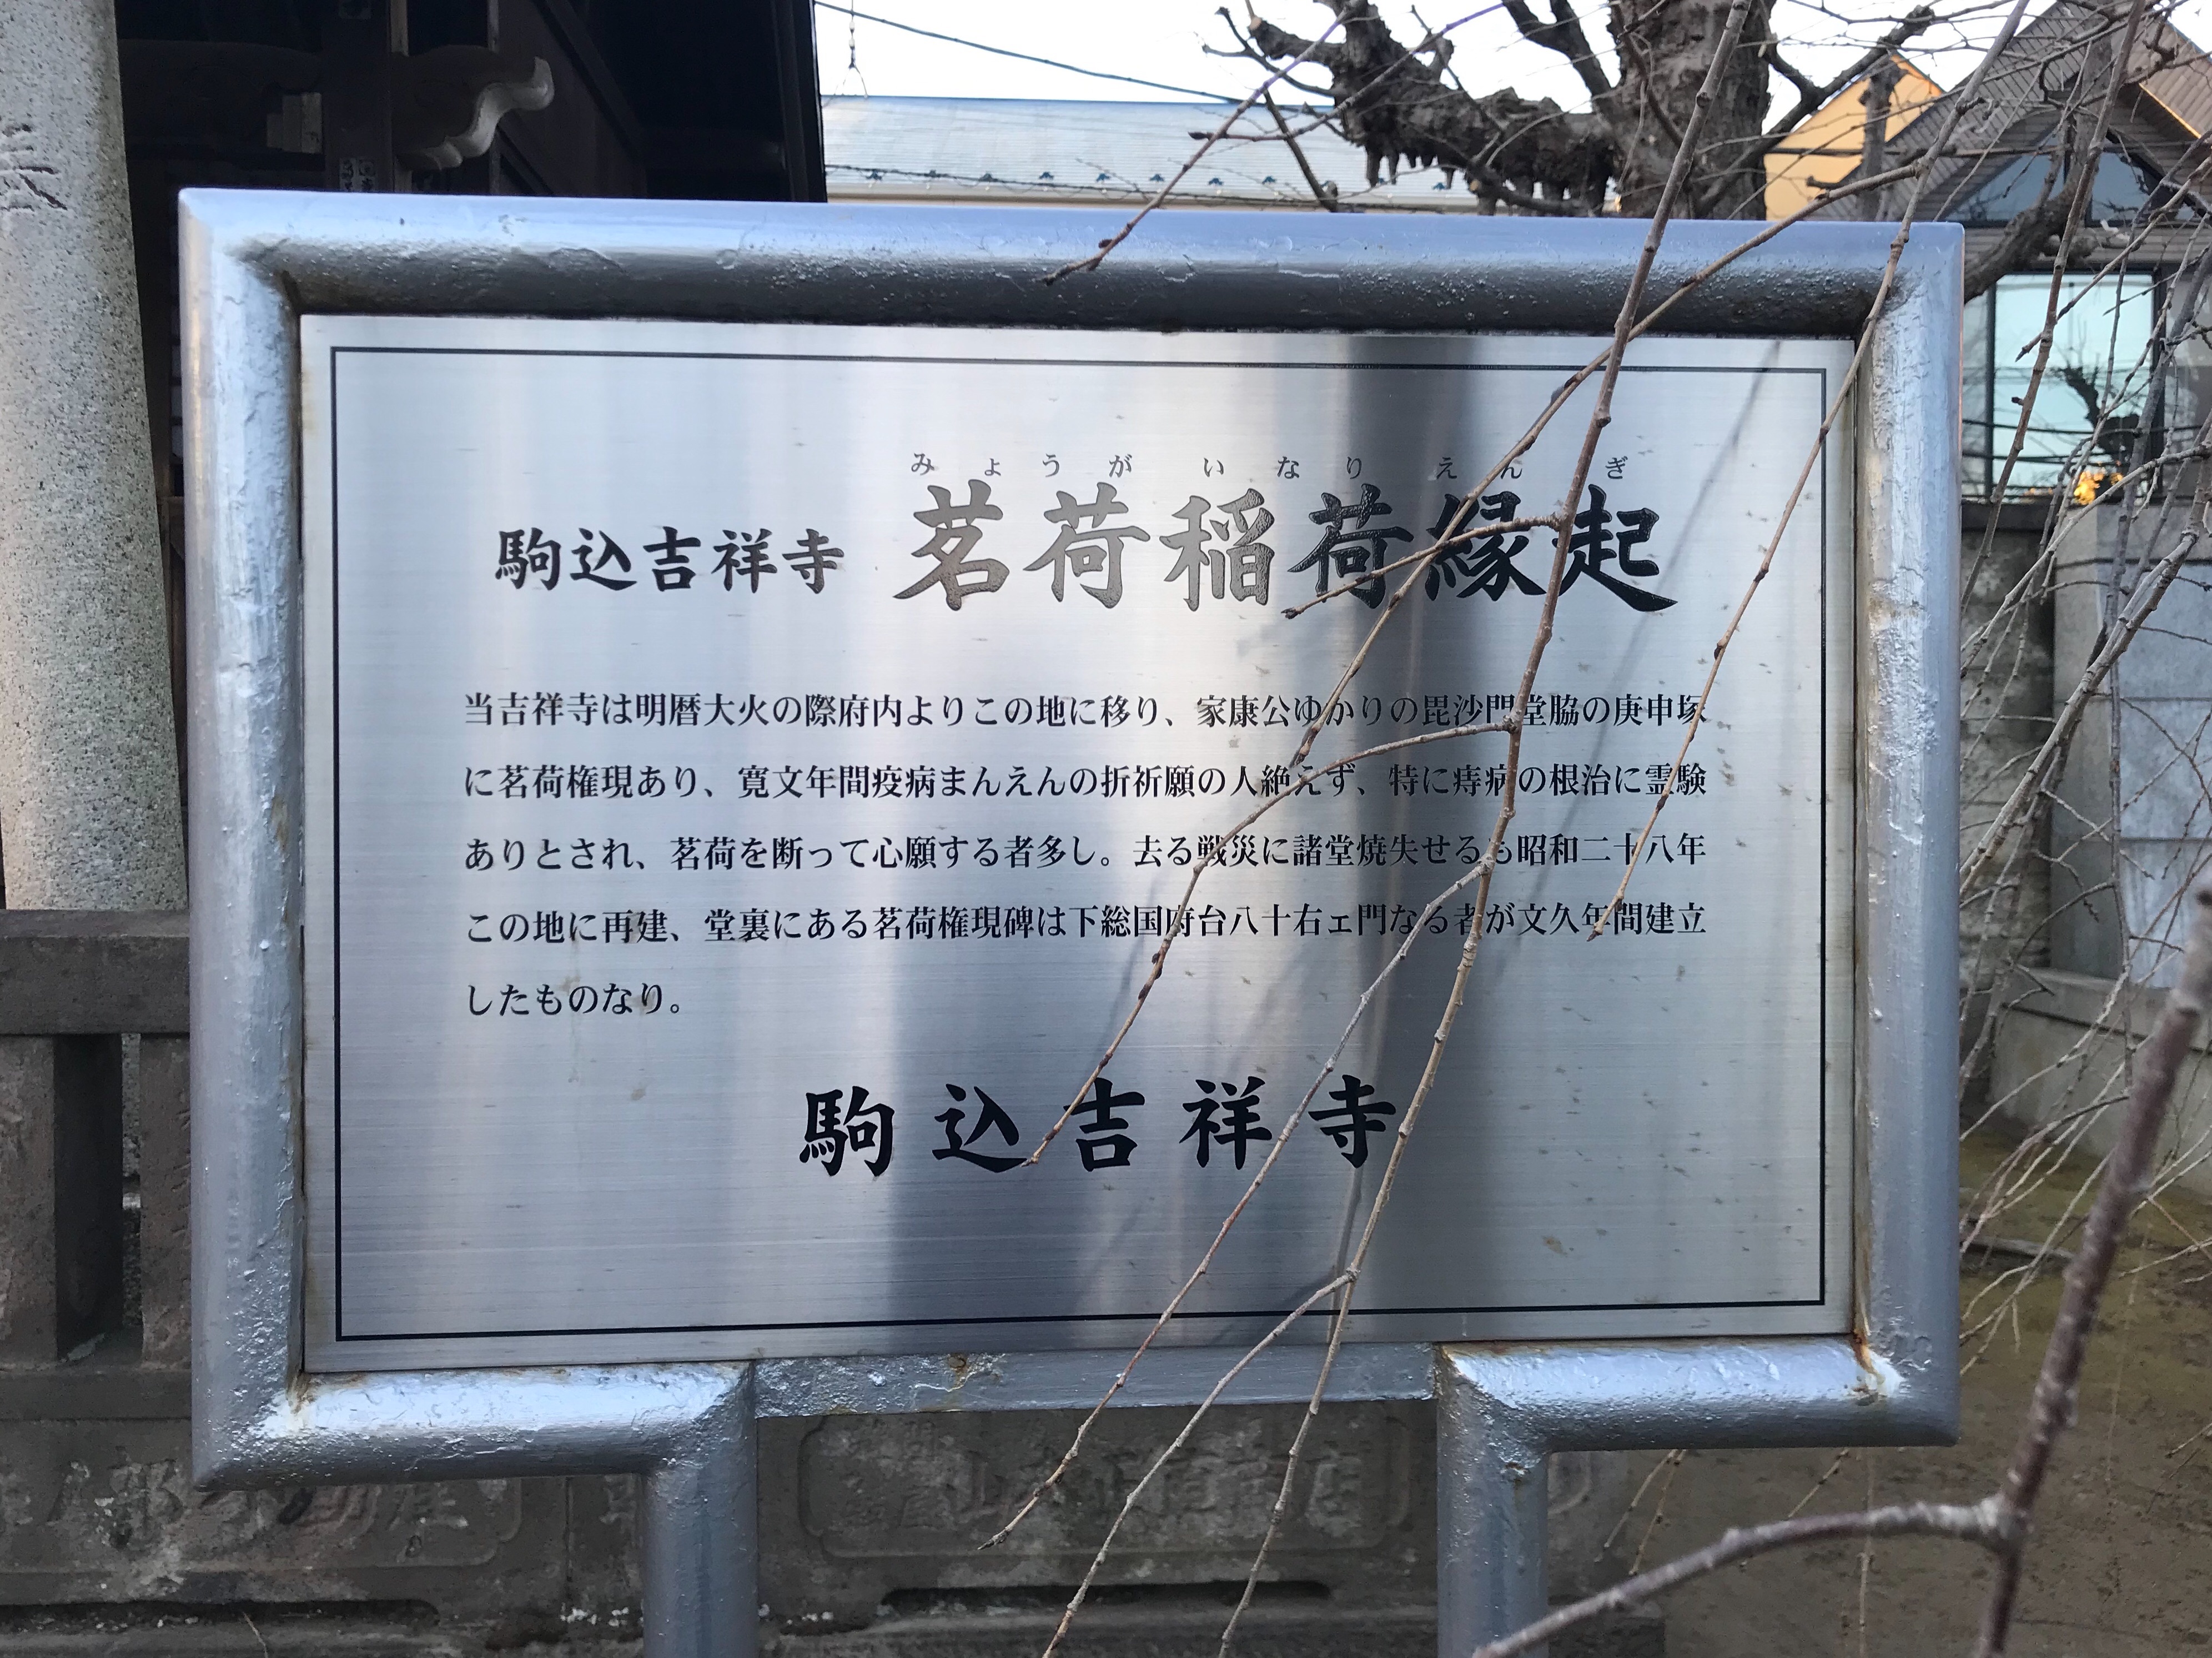 みょうがいなりえんぎ
駒込吉祥寺 茗荷稲荷縁起
当吉祥寺は明暦大火の際府内よりこの地に移り、家康公ゆかりの毘沙門堂脇の庚申塚
に茗荷権現あり、寛文年間疫病まんえんの折祈願の人絶えず、特に痔病の根治に霊験
ありとされ、茗荷を断って心願する者多し。去る戦災に諸堂焼失せるも昭和二十八年
この地に再建、堂裏にある茗荷権現碑は下総国府台八十右ェ門なる者が文久年間建立
したものなり。
駒込吉祥寺